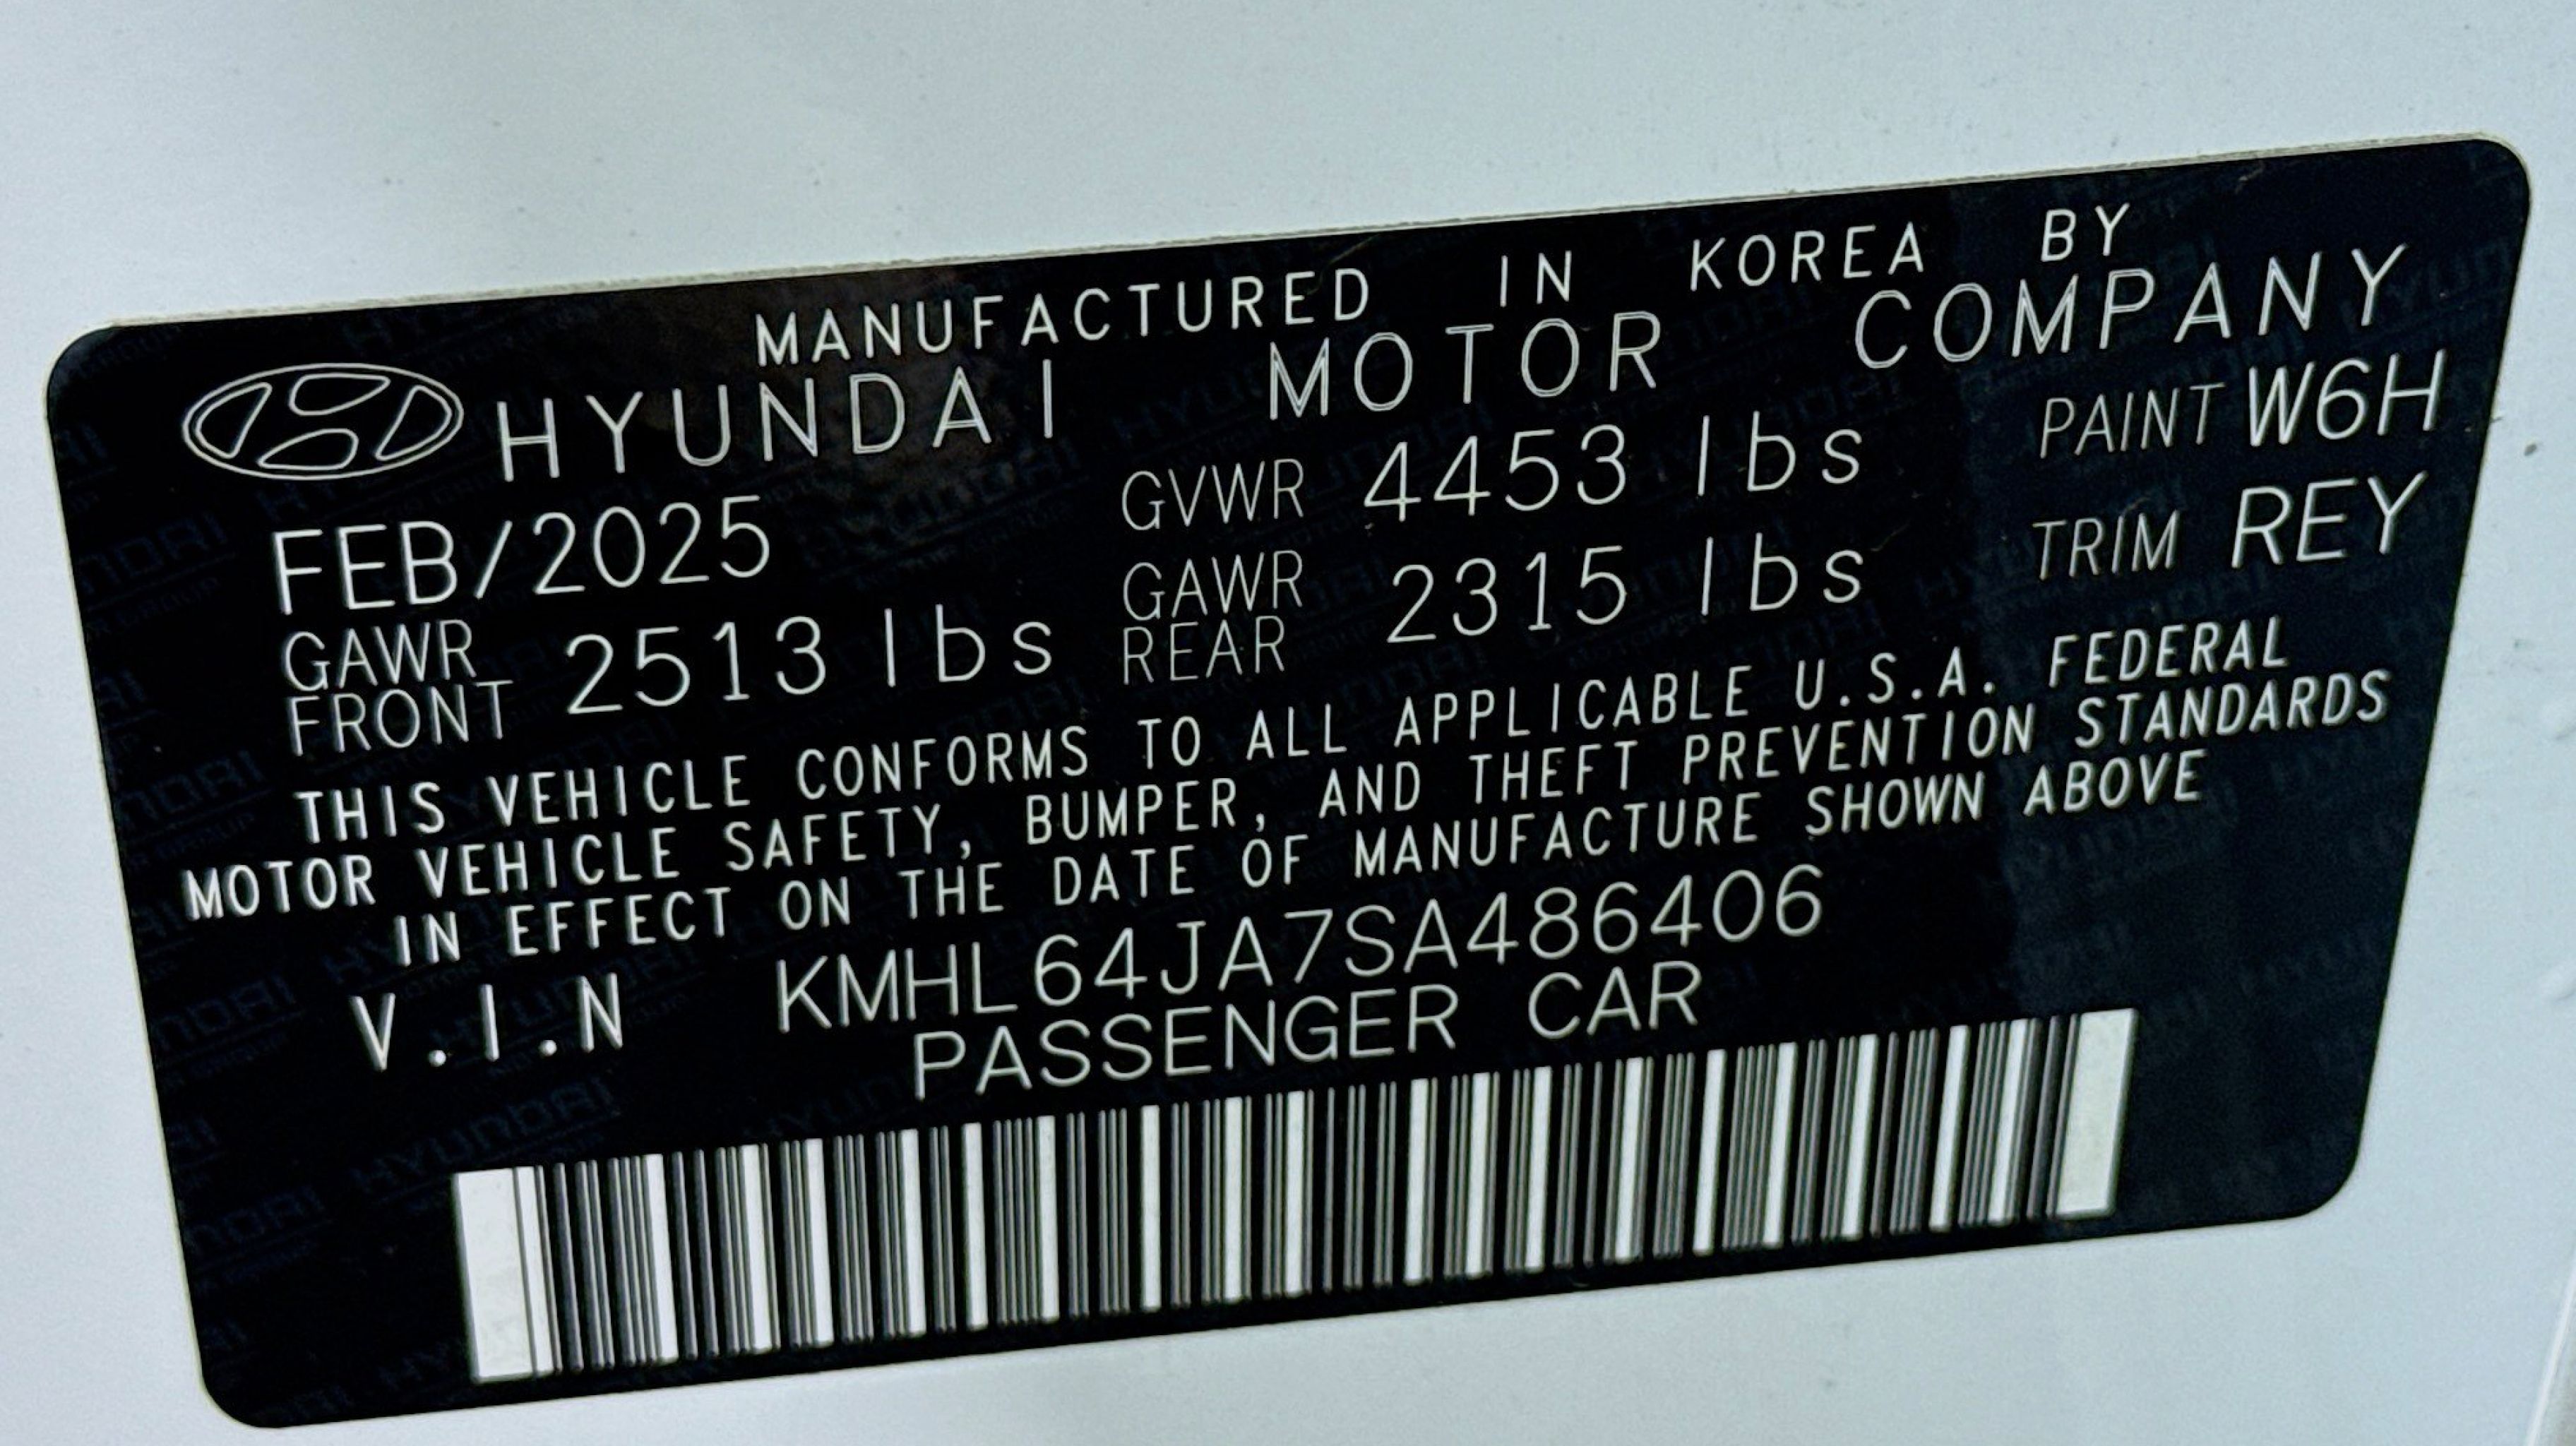 MANUFACTURED IN KOREA BY
HYUNDAI MOTOR COMPANY
FEB/2025 GVWR 4453 lbs PAINT W6H
GAWR FRONT 2513 lbs GAWR REAR 2315 lbs TRIM REY
THIS VEHICLE CONFORMS TO ALL APPLICABLE U.S.A. FEDERAL
MOTOR VEHICLE SAFETY, BUMPER, AND THEFT PREVENTION STANDARDS
IN EFFECT ON THE DATE OF MANUFACTURE SHOWN ABOVE
V.I.N KMHL64JA7SA486406
PASSENGER CAR